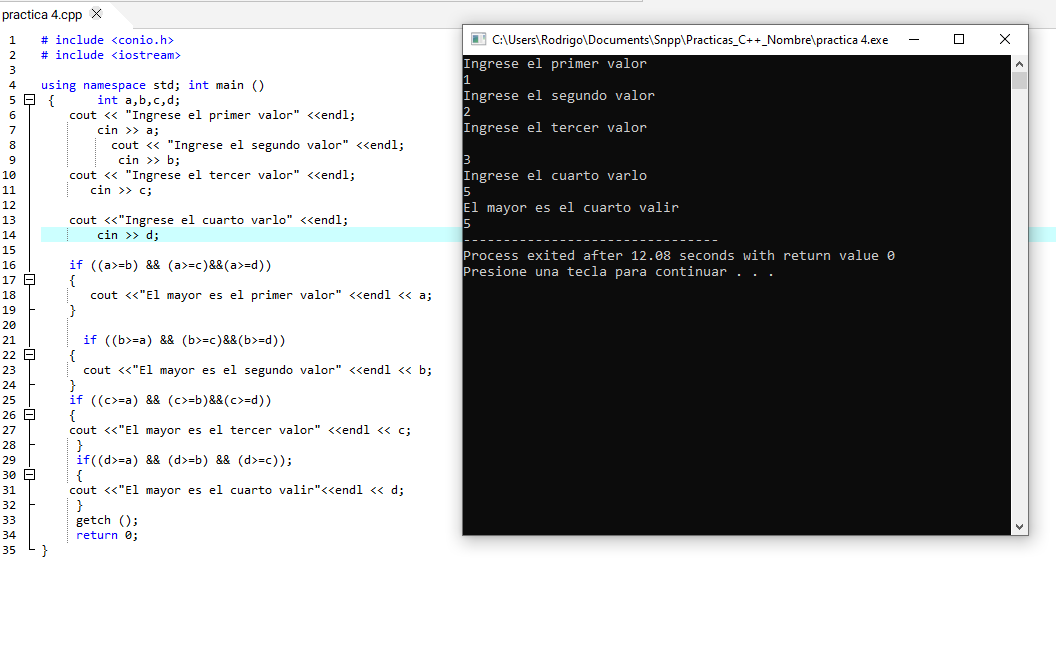 practica 4.cpp
1 # include <conio.h>
2 # include <iostream>
3
4 using namespace std; int main ()
5 { int a,b,c,d;
6 cout << "Ingrese el primer valor" <<endl;
7 cin >> a;
8 cout << "Ingrese el segundo valor" <<endl;
9 cin >> b;
10 cout << "Ingrese el tercer valor" <<endl;
11 cin >> c;
12
13 cout <<"Ingrese el cuarto varlo" <<endl;
14 cin >> d;
15
16 if ((a>=b) && (a>=c)&&(a>=d))
17 {
18 cout <<"El mayor es el primer valor" <<endl << a;
19 }
20
21 if ((b>=a) && (b>=c)&&(b>=d))
22 {
23 cout <<"El mayor es el segundo valor" <<endl << b;
24 }
25 if ((c>=a) && (c>=b)&&(c>=d))
26 {
27 cout <<"El mayor es el tercer valor" <<endl << c;
28 }
29 if((d>=a) && (d>=b) && (d>=c));
30 {
31 cout <<"El mayor es el cuarto valir"<<endl << d;
32 }
33 getch ();
34 return 0;
35 }
C:\Users\Rodrigo\Documents\Snpp\Practicas_C++_Nombre\practica 4.exe
Ingrese el primer valor
1
Ingrese el segundo valor
2
Ingrese el tercer valor

3
Ingrese el cuarto varlo
5
El mayor es el cuarto valir
5
--------------------------------
Process exited after 12.08 seconds with return value 0
Presione una tecla para continuar . . .